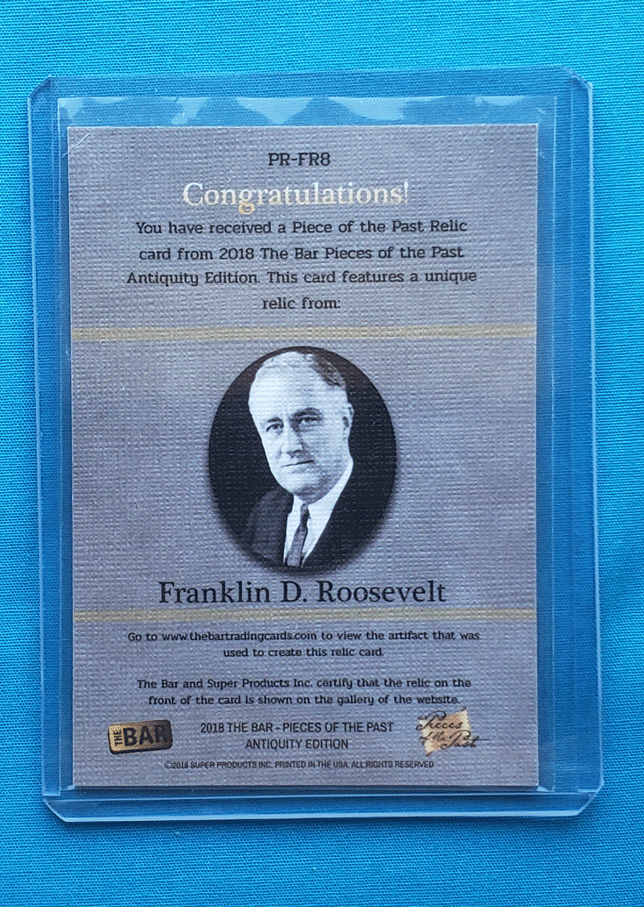 PR-FR8
Congratulations!
You have received a Piece of the Past Relic
card from 2018 The Bar Pieces of the Past
Antiquity Edition. This card features a unique
relic from:
Franklin D. Roosevelt
Go to www.thebartradingcards.com to view the artifact that was
used to create this relic card.
The Bar and Super Products Inc. certify that the relic on the
front of the card is shown on the gallery of the website.
THE BAR
2018 THE BAR - PIECES OF THE PAST
ANTIQUITY EDITION
Pieces
of the Past
©2018 SUPER PRODUCTS INC. PRINTED IN THE USA. ALL RIGHTS RESERVED